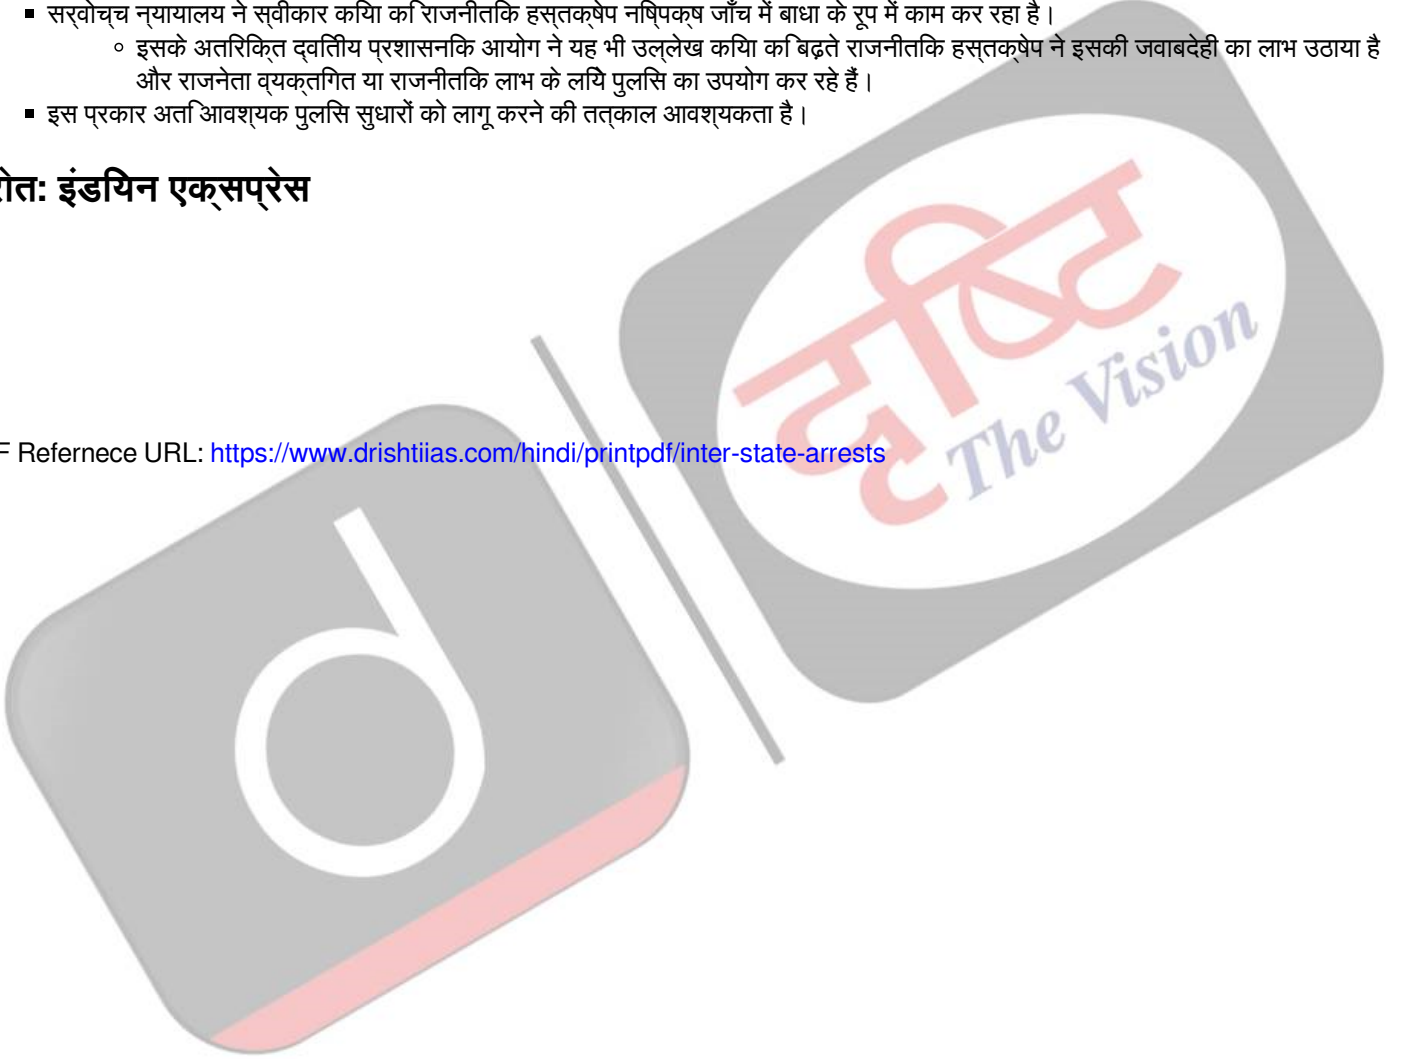 ▪ सर्वोच्च न्यायालय ने स्वीकार किया कि राजनीतिक हस्तक्षेप निष्पिक्ष जाँच में बाधा के रूप में काम कर रहा है।
◦ इसके अतिरिक्ति द्वितीय प्रशासनिक आयोग ने यह भी उल्लेख किया कि बढ़ते राजनीतिक हस्तक्षेप ने इसकी जवाबदेही का लाभ उठाया है
और राजनेता व्यक्तिगत या राजनीतिक लाभ के लिये पुलिस का उपयोग कर रहे हैं।
▪ इस प्रकार अति आवश्यक पुलिस सुधारों को लागू करने की तत्काल आवश्यकता है।
रोत: इंडियन एक्सप्रेस
दृष्टि
The Vision
F Refernece URL: https://www.drishtiias.com/hindi/printpdf/inter-state-arrests
d